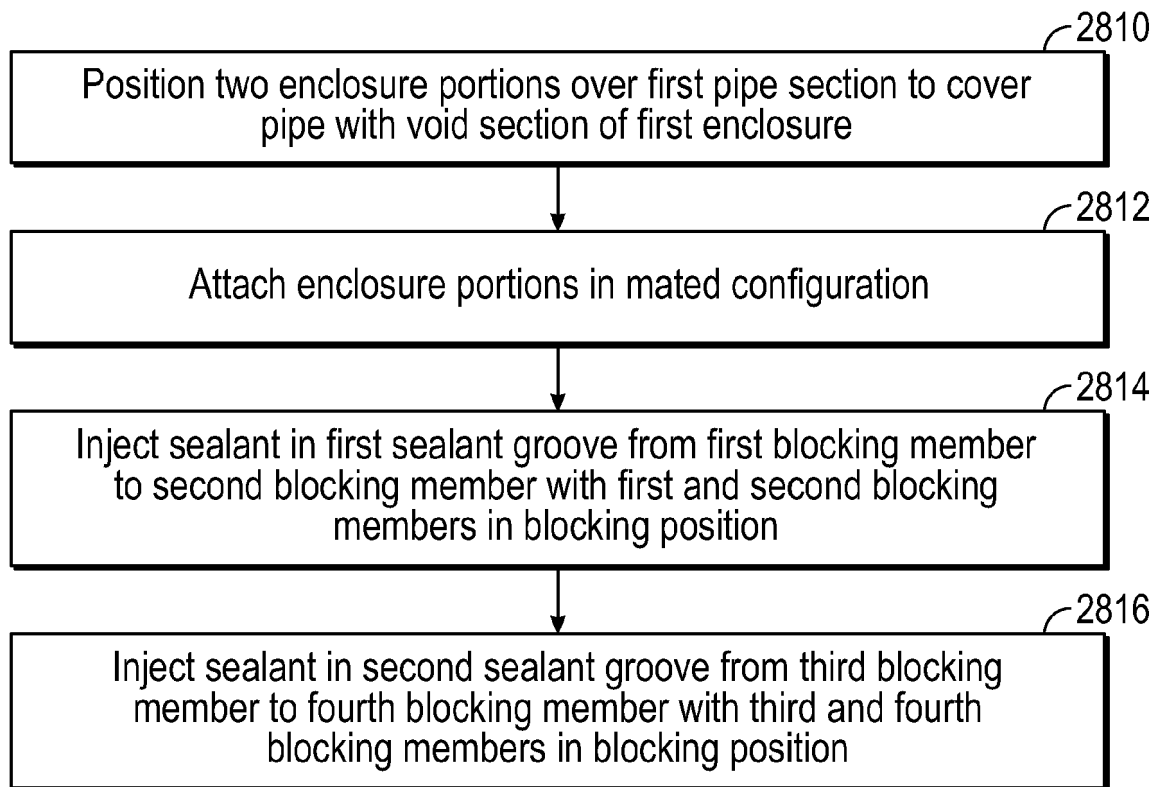 2810
Position two enclosure portions over first pipe section to cover
pipe with void section of first enclosure
2812
Attach enclosure portions in mated configuration
2814
Inject sealant in first sealant groove from first blocking member
to second blocking member with first and second blocking
members in blocking position
2816
Inject sealant in second sealant groove from third blocking
member to fourth blocking member with third and fourth
blocking members in blocking position